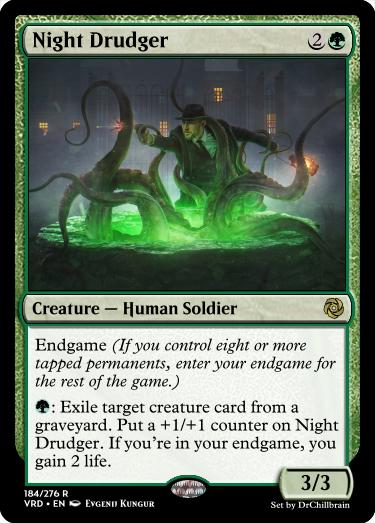 Night Drudger 2
Creature — Human Soldier
Endgame (If you control eight or more
tapped permanents, enter your endgame for
the rest of the game.)
: Exile target creature card from a
graveyard. Put a +1/+1 counter on Night
Drudger. If you're in your endgame, you
gain 2 life.
3/3
184/276 R
VRD • EN Evgenij Kungur
Set by DrChillbrain